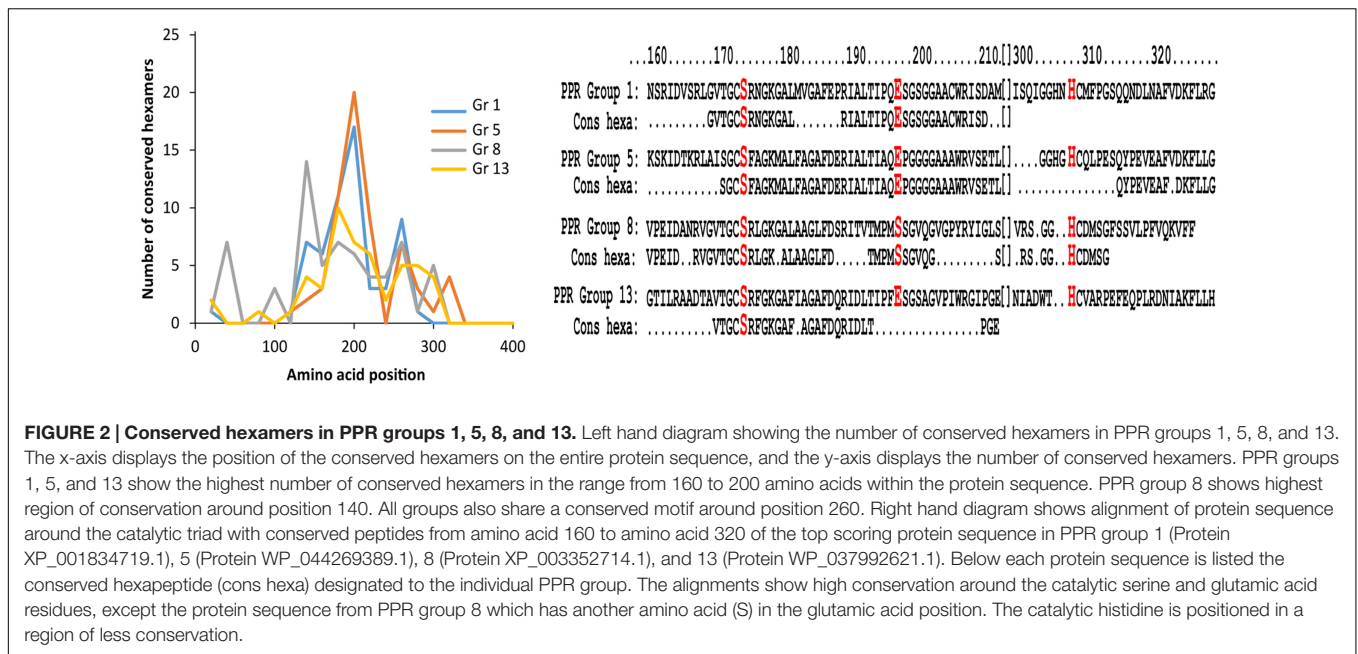 25
20
15
10
5
0
Number of conserved hexamers
0 100 200 300 400
Amino acid position
Gr 1
Gr 5
Gr 8
Gr 13
...160.......170.......180.......190.......200.......210[]300.......310.......320.......
PPR Group 1: NSRIDVSRLGVTGCSRNGKGALMVGAFEPRIALTIPQESGSGGAACWRISDAM[]ISQIGGHNHCMFPGSQQNDLNAFVDKFLRG
Cons hexa: .........GVTGCSRNGKGAL.......RIALTIPQESGSGGAACWRISD..[]
PPR Group 5: KSKIDTKRLAISGCSFAGKMALFAGAFDERIALTIAQEPGGGGAAAWRVSETL[]....GGHGHCQLPESQYPEVEAFVDKFLLG
Cons hexa: ...........SGCSFAGKMALFAGAFDERIALTIAQEPGGGGAAAWRVSETL[]..............QYPEVEAF.DKFLLG
PPR Group 8: VPEIDANRVGVTGCSRLGKGALAAGLFDSRITVTMPMSSGVQGVGPYRYIGLS[]VRS.GG..HCDMSGFSSVLPFVQKVFF
Cons hexa: VPEID..RVGVTGCSRLGK.ALAAGLFD.....TMPMSSGVQG.........S[].RS.GG..HCDMSG
PPR Group 13: GTILRAADTAVTGCSRFGKGAFIAGAFDQRIDLTIPFESGSAGVPIWRGIPGE[]NIADWT..HCVARPEFEQPLRDNIAKFLLH
Cons hexa: ..........VTGCSRFGKGAF.AGAFDQRIDLT................PGE
FIGURE 2 | Conserved hexamers in PPR groups 1, 5, 8, and 13. Left hand diagram showing the number of conserved hexamers in PPR groups 1, 5, 8, and 13.
The x-axis displays the position of the conserved hexamers on the entire protein sequence, and the y-axis displays the number of conserved hexamers. PPR groups
1, 5, and 13 show the highest number of conserved hexamers in the range from 160 to 200 amino acids within the protein sequence. PPR group 8 shows highest
region of conservation around position 140. All groups also share a conserved motif around position 260. Right hand diagram shows alignment of protein sequence
around the catalytic triad with conserved peptides from amino acid 160 to amino acid 320 of the top scoring protein sequence in PPR group 1 (Protein
XP_001834719.1), 5 (Protein WP_044269389.1), 8 (Protein XP_003352714.1), and 13 (Protein WP_037992621.1). Below each protein sequence is listed the
conserved hexapeptide (cons hexa) designated to the individual PPR group. The alignments show high conservation around the catalytic serine and glutamic acid
residues, except the protein sequence from PPR group 8 which has another amino acid (S) in the glutamic acid position. The catalytic histidine is positioned in a
region of less conservation.